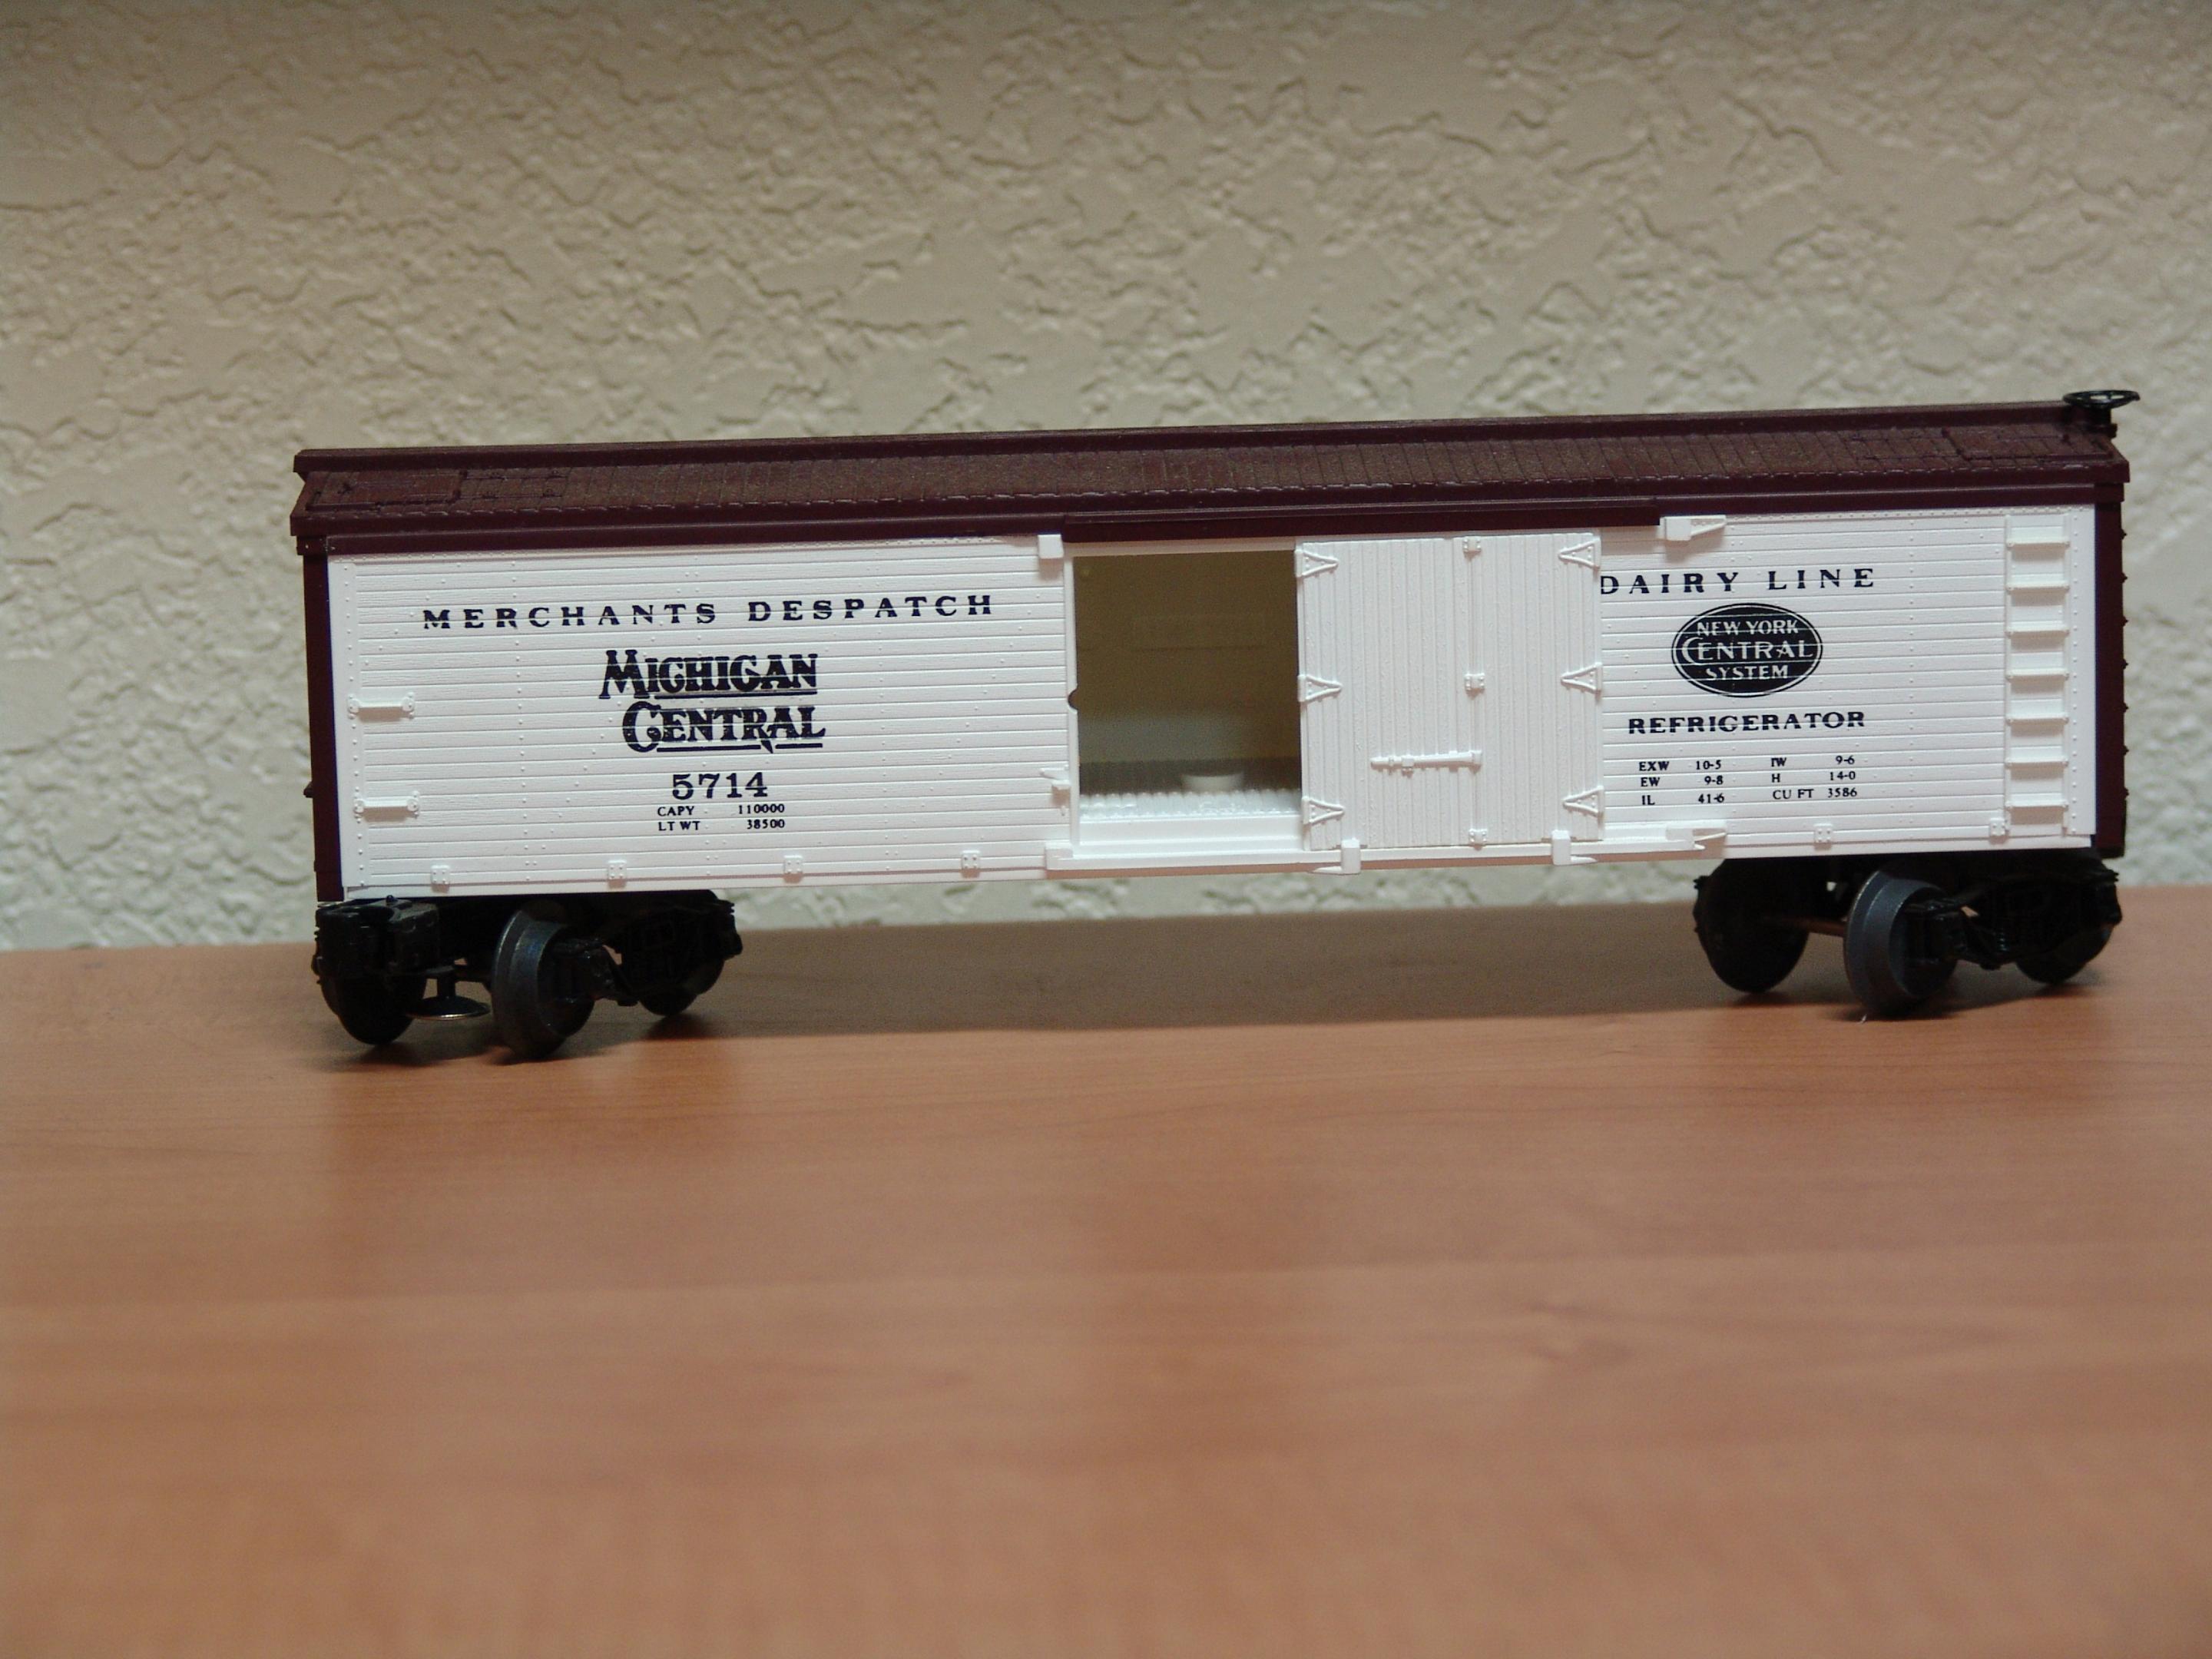 MERCHANTS DESPATCH
MICHIGAN
CENTRAL
5714
CAPY 110000
LT WT 38500
DAIRY LINE
NEW YORK
CENTRAL
SYSTEM
REFRIGERATOR
EXW 10-5 IW 9-6
EW 9-8 H 14-0
IL 41-6 CU FT 3586